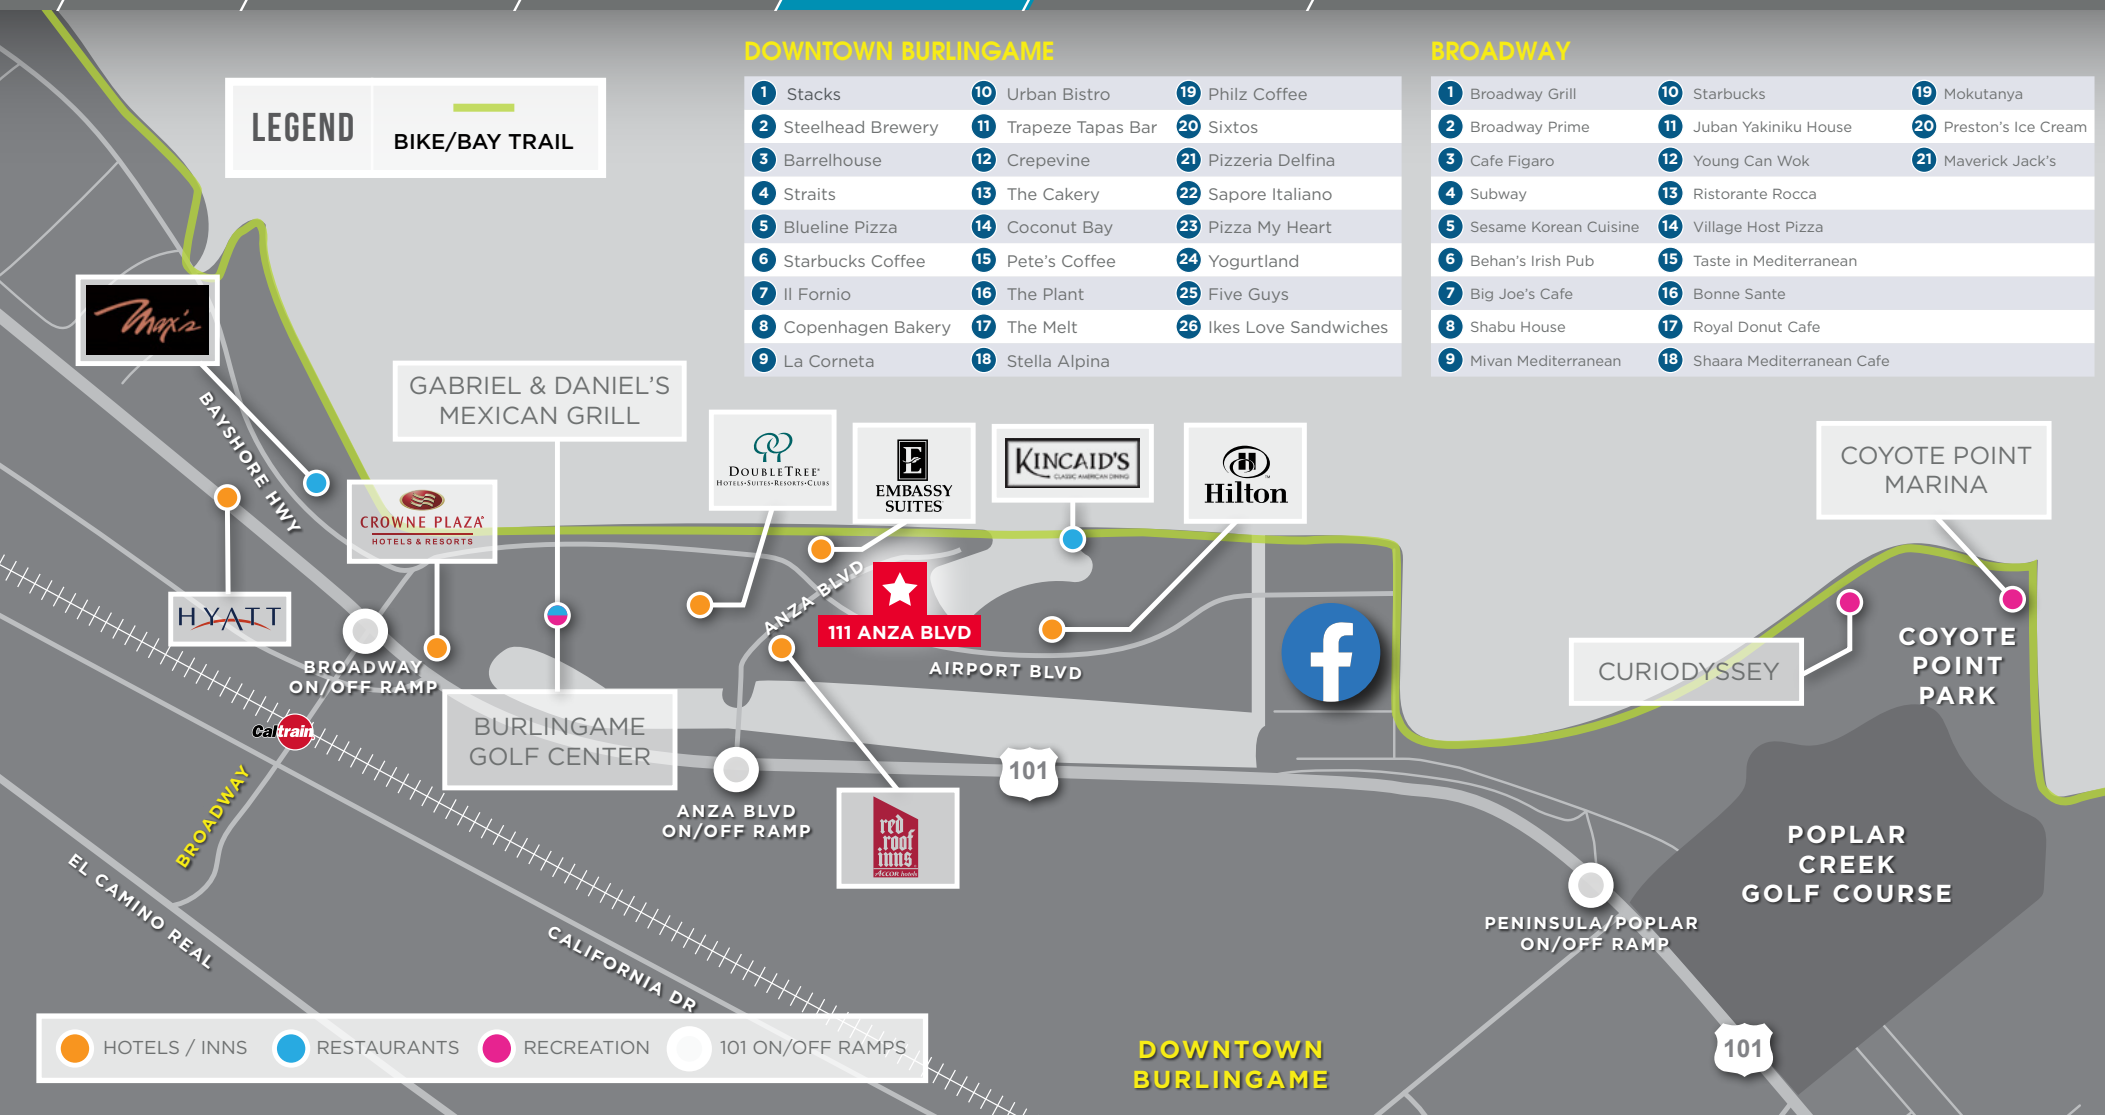 DOWNTOWN BURLINGAME
1 Stacks
2 Steelhead Brewery
3 Barrelhouse
4 Straits
5 Blueline Pizza
6 Starbucks Coffee
7 Il Fornio
8 Copenhagen Bakery
9 La Corneta
10 Urban Bistro
11 Trapeze Tapas Bar
12 Crepevine
13 The Cakery
14 Coconut Bay
15 Pete's Coffee
16 The Plant
17 The Melt
18 Stella Alpina
19 Philz Coffee
20 Sixtos
21 Pizzeria Delfina
22 Sapore Italiano
23 Pizza My Heart
24 Yogurtland
25 Five Guys
26 Ikes Love Sandwiches
BROADWAY
1 Broadway Grill
2 Broadway Prime
3 Cafe Figaro
4 Subway
5 Sesame Korean Cuisine
6 Behan's Irish Pub
7 Big Joe's Cafe
8 Shabu House
9 Mivan Mediterranean
10 Starbucks
11 Juban Yakiniku House
12 Young Can Wok
13 Ristorante Rocca
14 Village Host Pizza
15 Taste in Mediterranean
16 Bonne Sante
17 Royal Donut Cafe
18 Shaara Mediterranean Cafe
19 Mokutanya
20 Preston's Ice Cream
21 Maverick Jack's
LEGEND
BIKE/BAY TRAIL
Max's
BAYSHORE HWY
GABRIEL & DANIEL'S
MEXICAN GRILL
DOUBLETREE
HOTELS·SUITES·RESORTS·CLUBS
E
EMBASSY
SUITES
KINCAID'S
CLASSIC AMERICAN DINING
Hilton
COYOTE POINT
MARINA
CROWNE PLAZA
HOTELS & RESORTS
HYATT
ANZA BLVD
111 ANZA BLVD
AIRPORT BLVD
f
CURIODYSSEY
COYOTE
POINT
PARK
BROADWAY
ON/OFF RAMP
Caltrain
BURLINGAME
GOLF CENTER
101
ANZA BLVD
ON/OFF RAMP
red
roof
inns
ACCOR hotels
BROADWAY
EL CAMINO REAL
CALIFORNIA DR
POPLAR
CREEK
GOLF COURSE
PENINSULA/POPLAR
ON/OFF RAMP
101
DOWNTOWN
BURLINGAME
HOTELS / INNS
RESTAURANTS
RECREATION
101 ON/OFF RAMPS